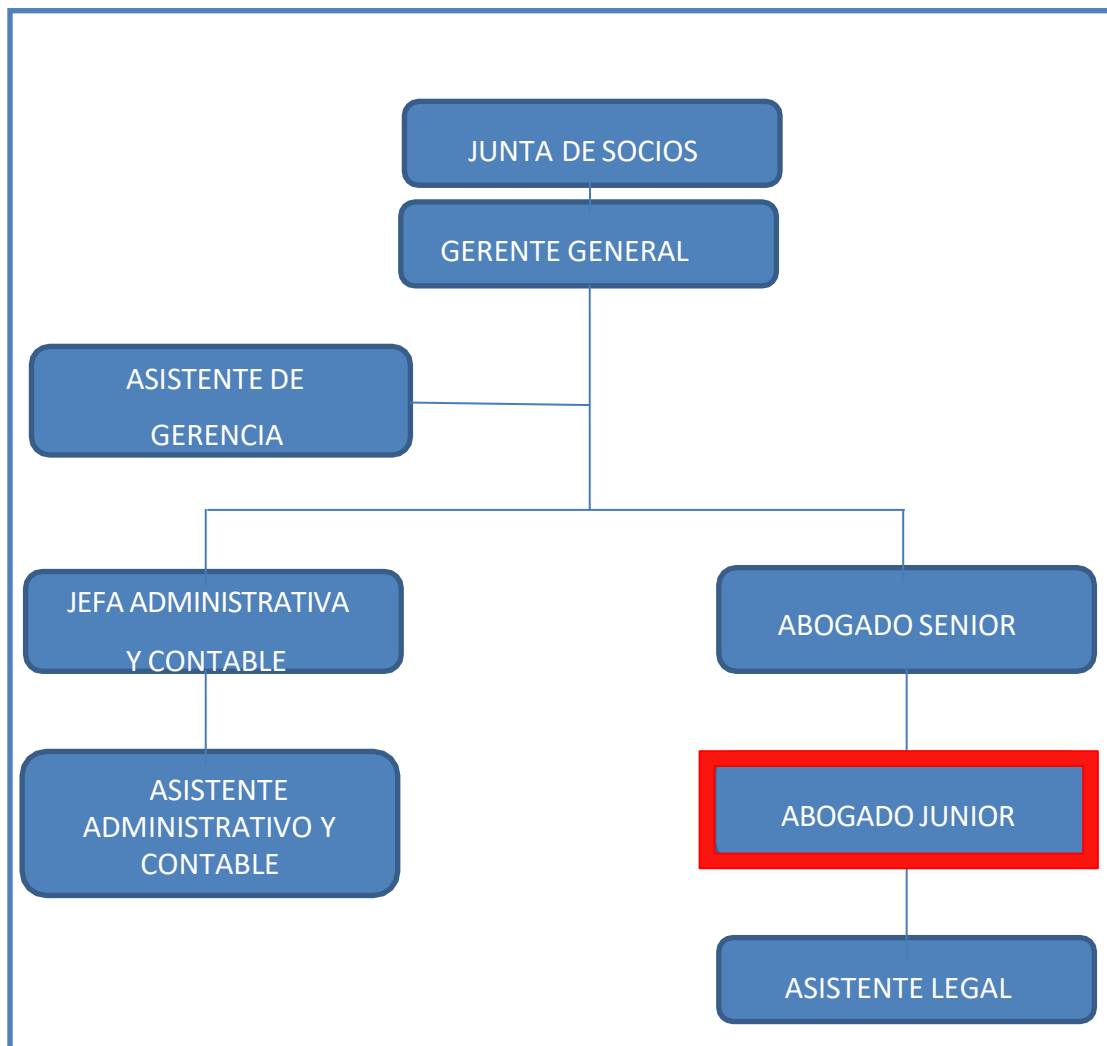 JUNTA DE SOCIOS
GERENTE GENERAL
ASISTENTE DE
GERENCIA
JEFA ADMINISTRATIVA
Y CONTABLE
ABOGADO SENIOR
ASISTENTE
ADMINISTRATIVO Y
CONTABLE
ABOGADO JUNIOR
ASISTENTE LEGAL